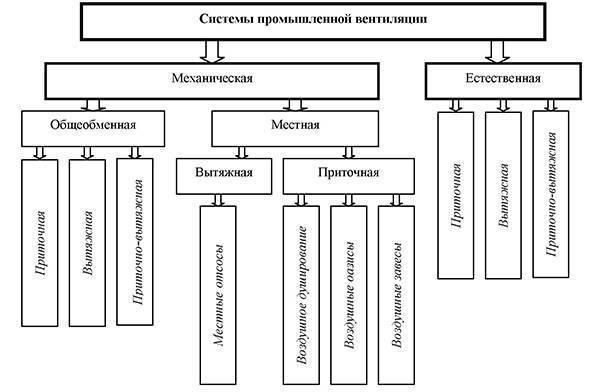 Системы промышленной вентиляции
Механическая
Естественная
Общеобменная
Местная
Вытяжная
Приточная
Приточная
Вытяжная
Приточно-вытяжная
Местные отсосы
Воздушное душирование
Воздушные оазисы
Воздушные завесы
Приточная
Вытяжная
Приточно-вытяжная